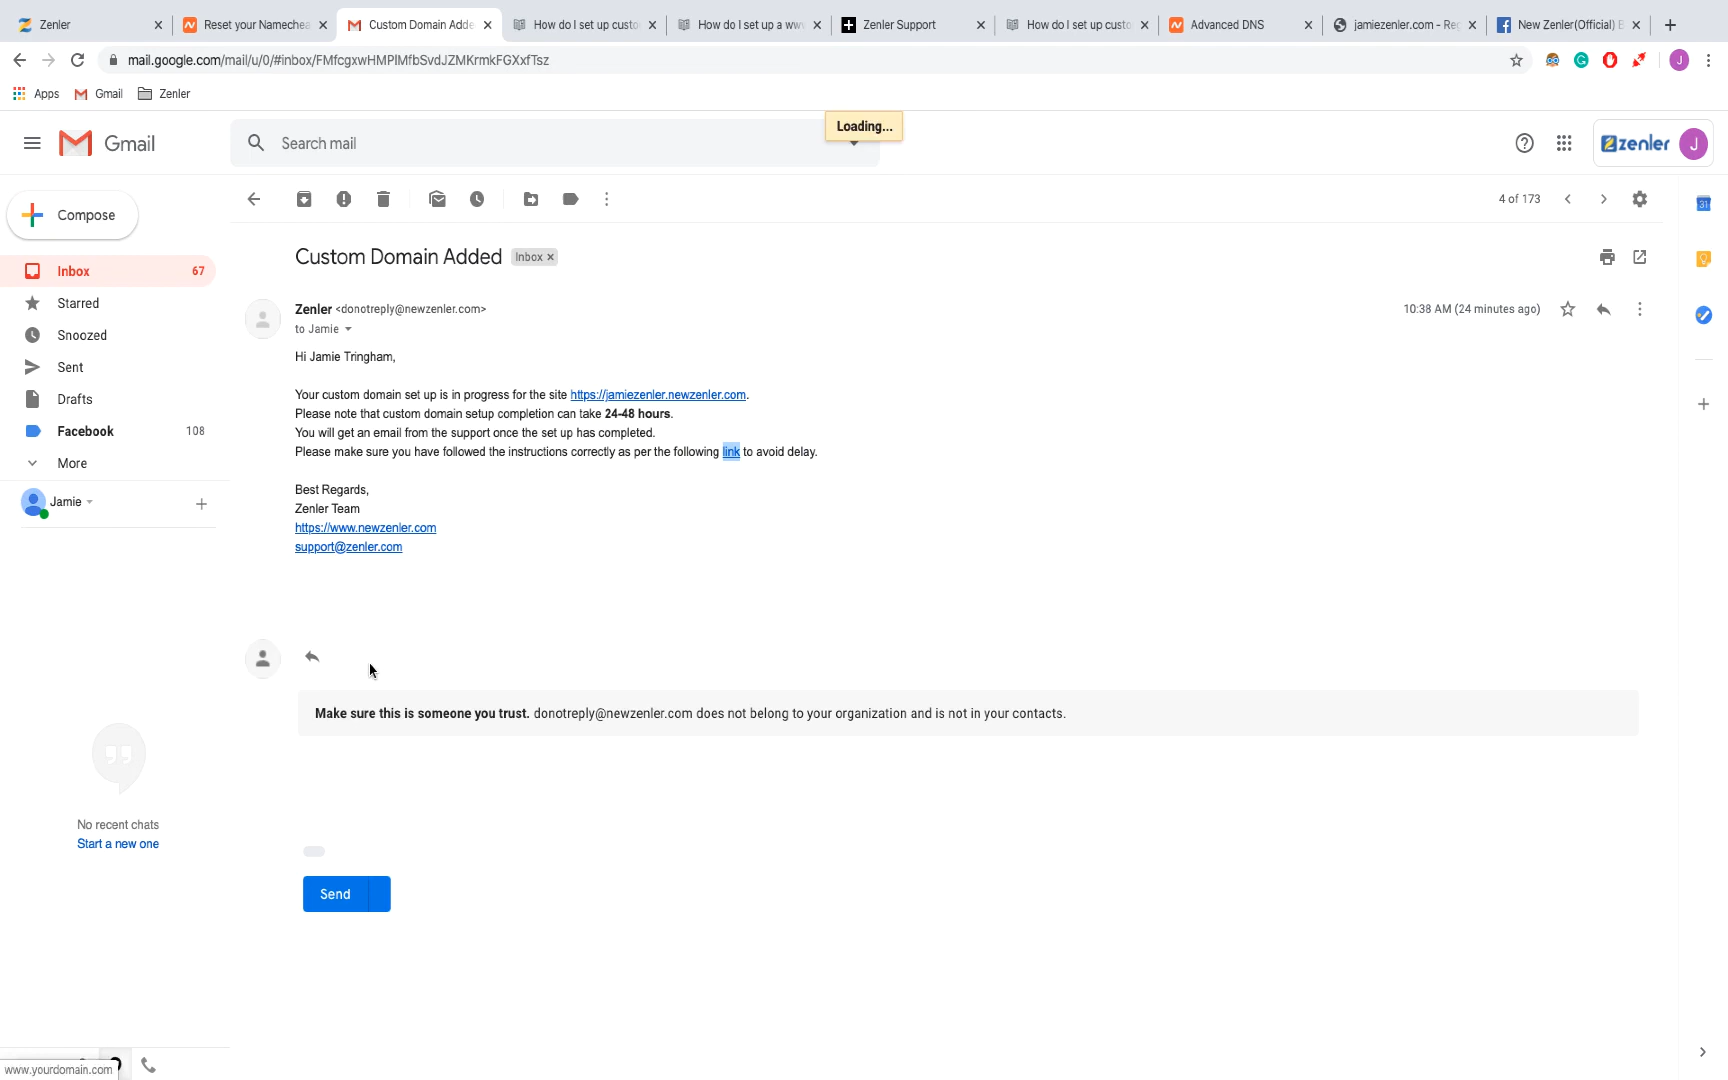 Zenler
Reset your Namechea
Custom Domain Adde
How do I set up custo
How do I set up a ww
Zenler Support
How do I set up custo
Advanced DNS
jamiezenler.com - Re
New Zenler(Official) B
mail.google.com/mail/u/0/#inbox/FMfcgxwHMPlMfbSvdJZMKrmkFGXxfTsz
J
Apps
Gmail
Zenler
Loading...
Gmail
Search mail
zenler
J
Compose
4 of 173
31
Custom Domain Added
Inbox ×
Inbox 67
Zenler <donotreply@newzenler.com>
10:38 AM (24 minutes ago)
Starred
to Jamie
Snoozed
Hi Jamie Tringham,
Sent
Your custom domain set up is in progress for the site https://jamiezenler.newzenler.com.
Drafts
Please note that custom domain setup completion can take 24-48 hours.
Facebook 108
You will get an email from the support once the set up has completed.
Please make sure you have followed the instructions correctly as per the following link to avoid delay.
More
Best Regards,
Jamie
Zenler Team
https://www.newzenler.com
support@zenler.com
Make sure this is someone you trust. donotreply@newzenler.com does not belong to your organization and is not in your contacts.
No recent chats
Start a new one
Send
www.yourdomain.com